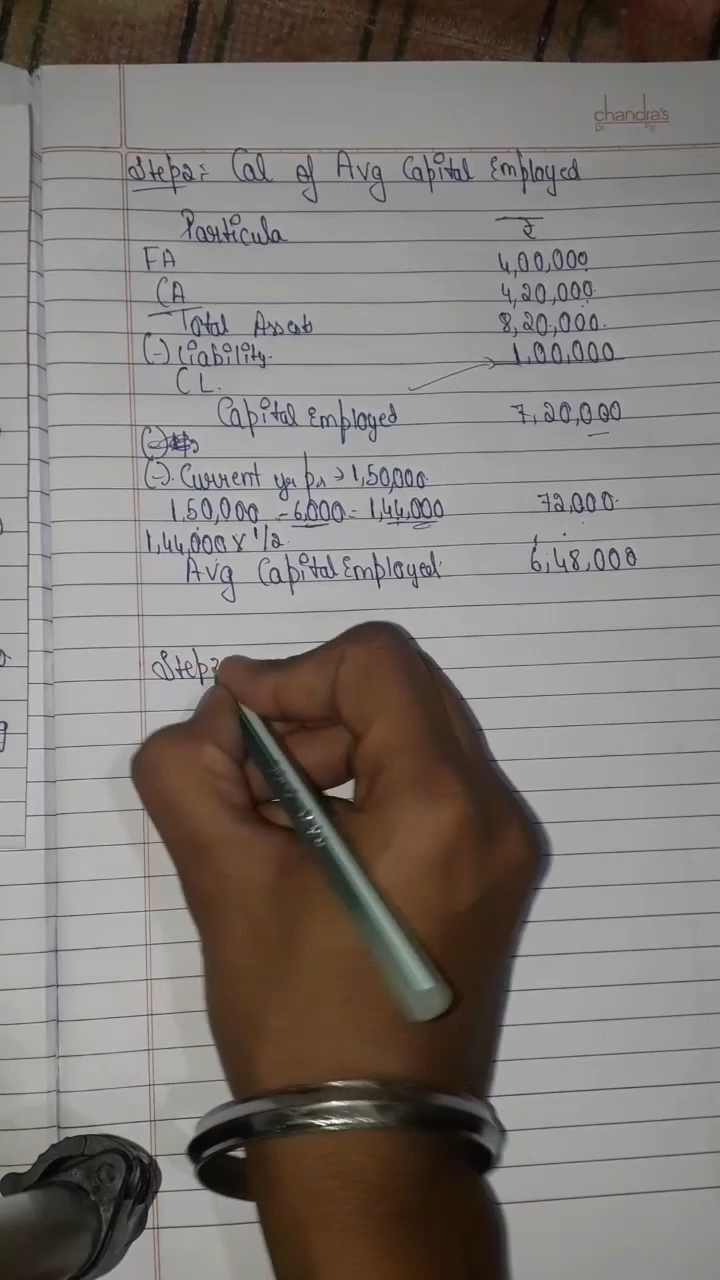 chandra's
Step2:- Cal of Avg Capital Employed
Particula ₹
FA 4,00,000
CA 4,20,000
Total Assets 8,20,000
(-) Liability
CL. 1,00,000
Capital Employed 7,20,000
(-)
(-) Current yr → 1,50,000
1,50,000 - 6,000 = 1,44,000 72,000
1,44,000 x 1/2
Avg Capital Employed 6,48,000
Step